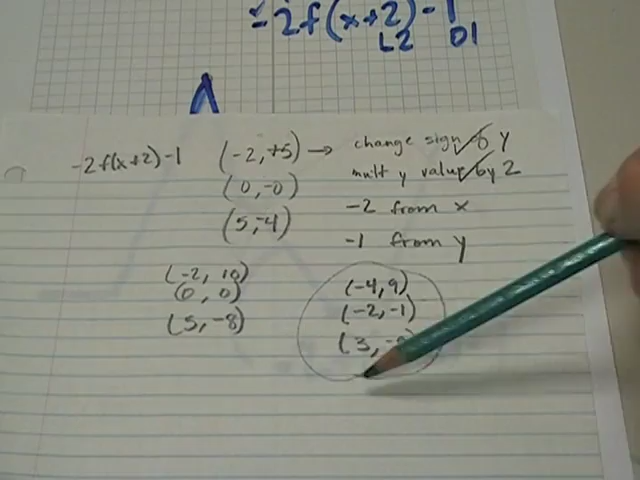 = -2f(x+2)-1
L2 D1
-2f(x+2)-1 (-2,+5) → change sign of y
(0,-0) mult y value by 2
(5,-4) -2 from x
-1 from y
(-2, 10) (-4,9)
(0, 0) (-2,-1)
(5,-8) (3,-